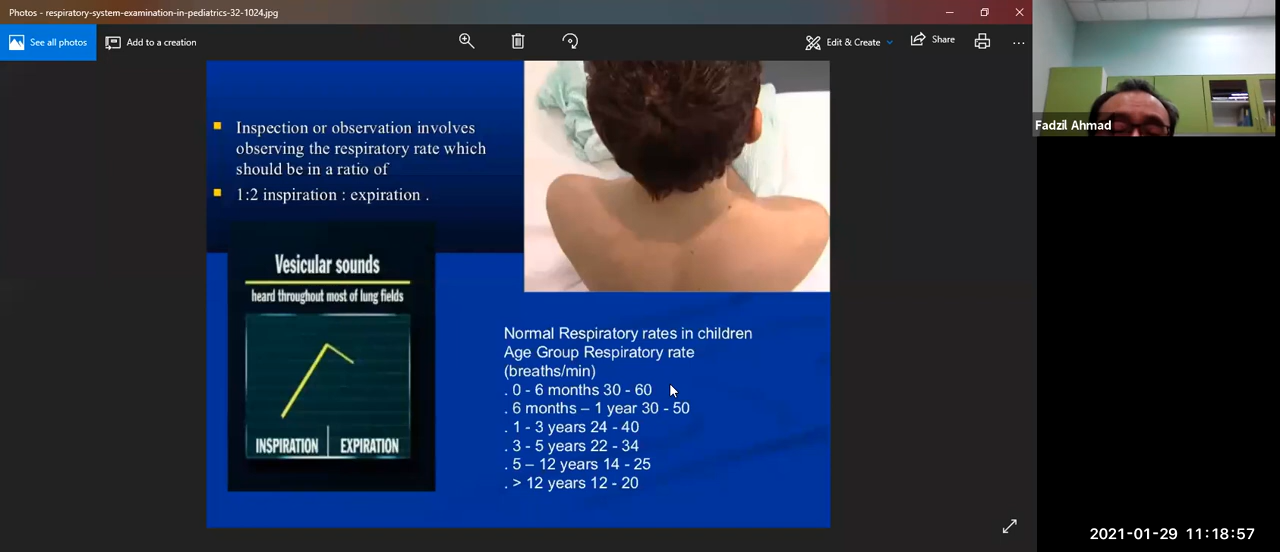 Photos - respiratory-system-examination-in-pediatrics-32-1024.jpg
See all photos
Add to a creation
Edit & Create
Share
Inspection or observation involves
observing the respiratory rate which
should be in a ratio of
1:2 inspiration : expiration .
Vesicular sounds
heard throughout most of lung fields
INSPIRATION
EXPIRATION
Normal Respiratory rates in children
Age Group Respiratory rate
(breaths/min)
. 0 - 6 months 30 - 60
. 6 months – 1 year 30 - 50
. 1 - 3 years 24 - 40
. 3 - 5 years 22 - 34
. 5 – 12 years 14 - 25
. > 12 years 12 - 20
Fadzil Ahmad
2021-01-29 11:18:57